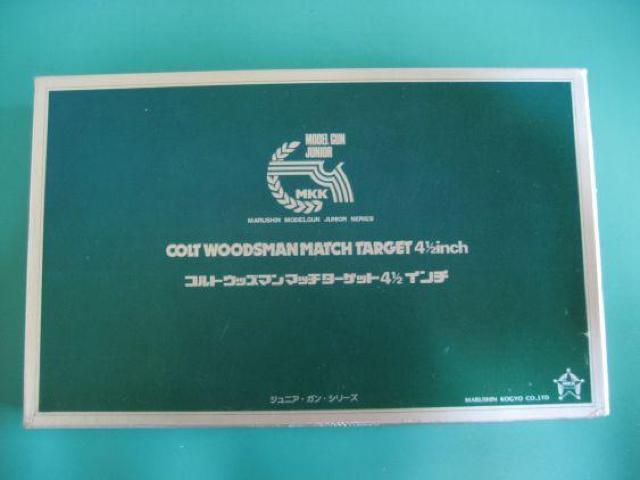 MODEL GUN
JUNIOR
MKK
MARUSHIN MODELGUN JUNIOR SERIES
COLT WOODSMAN MATCH TARGET 4½inch
コルトウッズマンマッチターゲット4½インチ
ジュニア・ガン・シリーズ
MKK
MARUSHIN KOGYO CO.,LTD